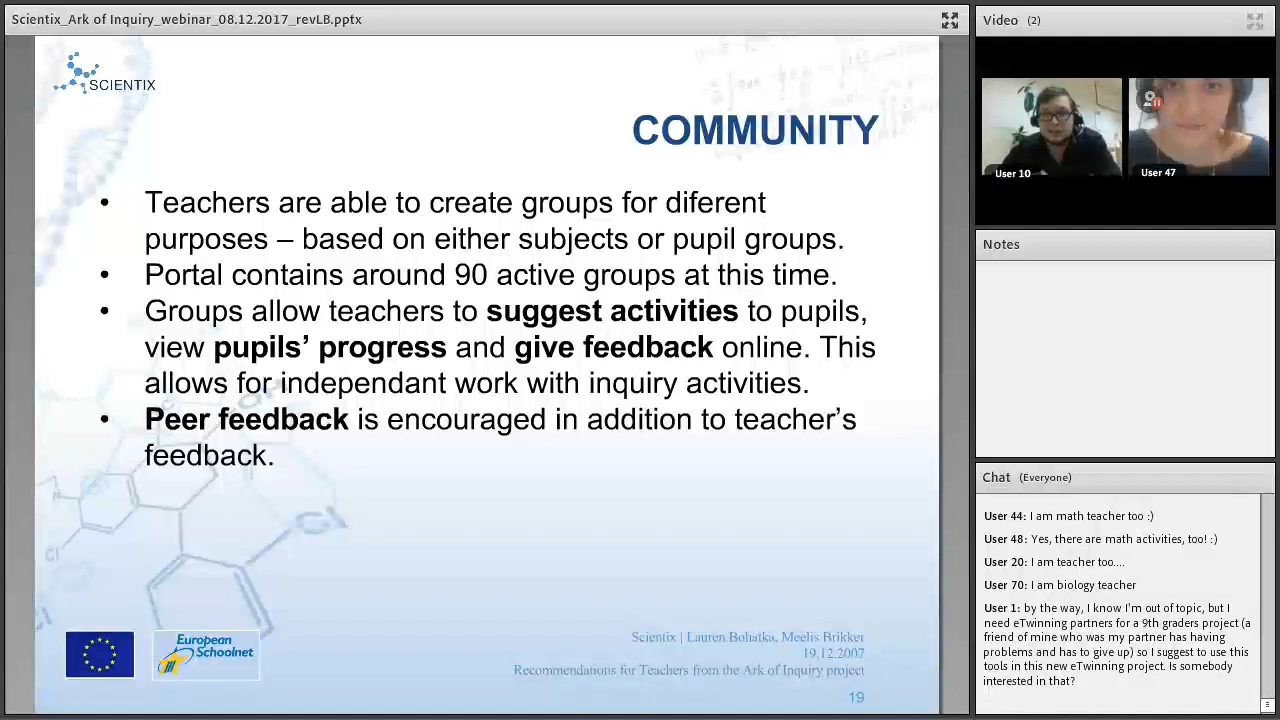 Scientix_Ark of Inquiry_webinar_08.12.2017_revLB.pptx
SCIENTIX
COMMUNITY
• Teachers are able to create groups for diferent
purposes – based on either subjects or pupil groups.
• Portal contains around 90 active groups at this time.
• Groups allow teachers to suggest activities to pupils,
view pupils’ progress and give feedback online. This
allows for independant work with inquiry activities.
• Peer feedback is encouraged in addition to teacher’s
feedback.
European
Schoolnet
Scientix | Lauren Bohatka, Meelis Brikker
19.12.2007
Recommendations for Teachers from the Ark of Inquiry project
19
Video (2)
User 10
User 47
Notes
Chat (Everyone)
User 44: I am math teacher too :)
User 48: Yes, there are math activities, too! :)
User 20: I am teacher too....
User 70: I am biology teacher
User 1: by the way, I know I'm out of topic, but I
need eTwinning partners for a 9th graders project (a
friend of mine who was my partner has having
problems and has to give up) so I suggest to use this
tools in this new eTwinning project. Is somebody
interested in that?